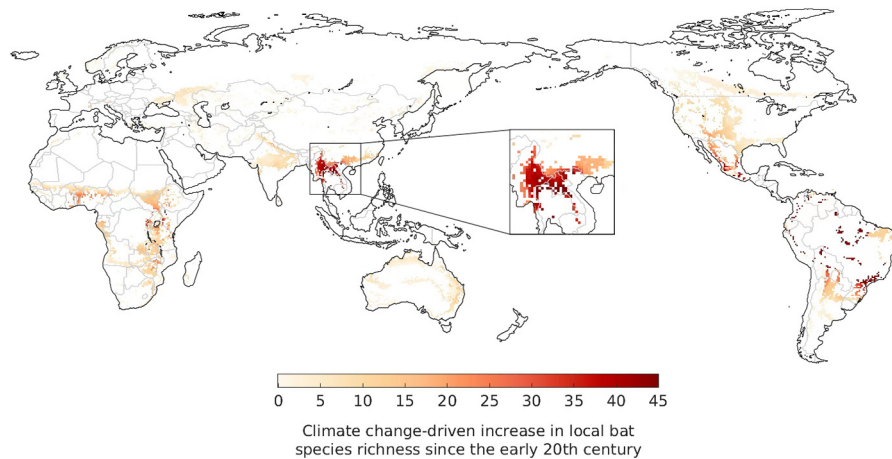 0 5 10 15 20 25 30 35 40 45
Climate change-driven increase in local bat
species richness since the early 20th century